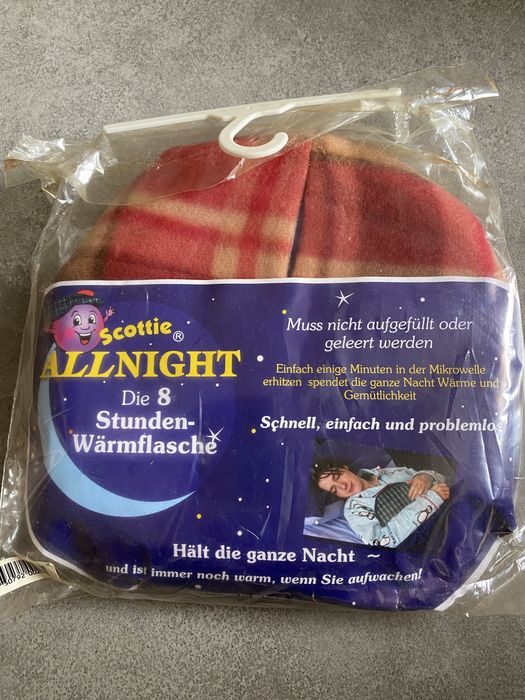 Scottie®
ALLNIGHT
Die 8
Stunden-
Wärmflasche
Muss nicht aufgefüllt oder
geleert werden
Einfach einige Minuten in der Mikrowelle
erhitzen spendet die ganze Nacht Wärme und
Gemütlichkeit
Schnell, einfach und problemlos
Hält die ganze Nacht ~
und ist immer noch warm, wenn Sie aufwachen!